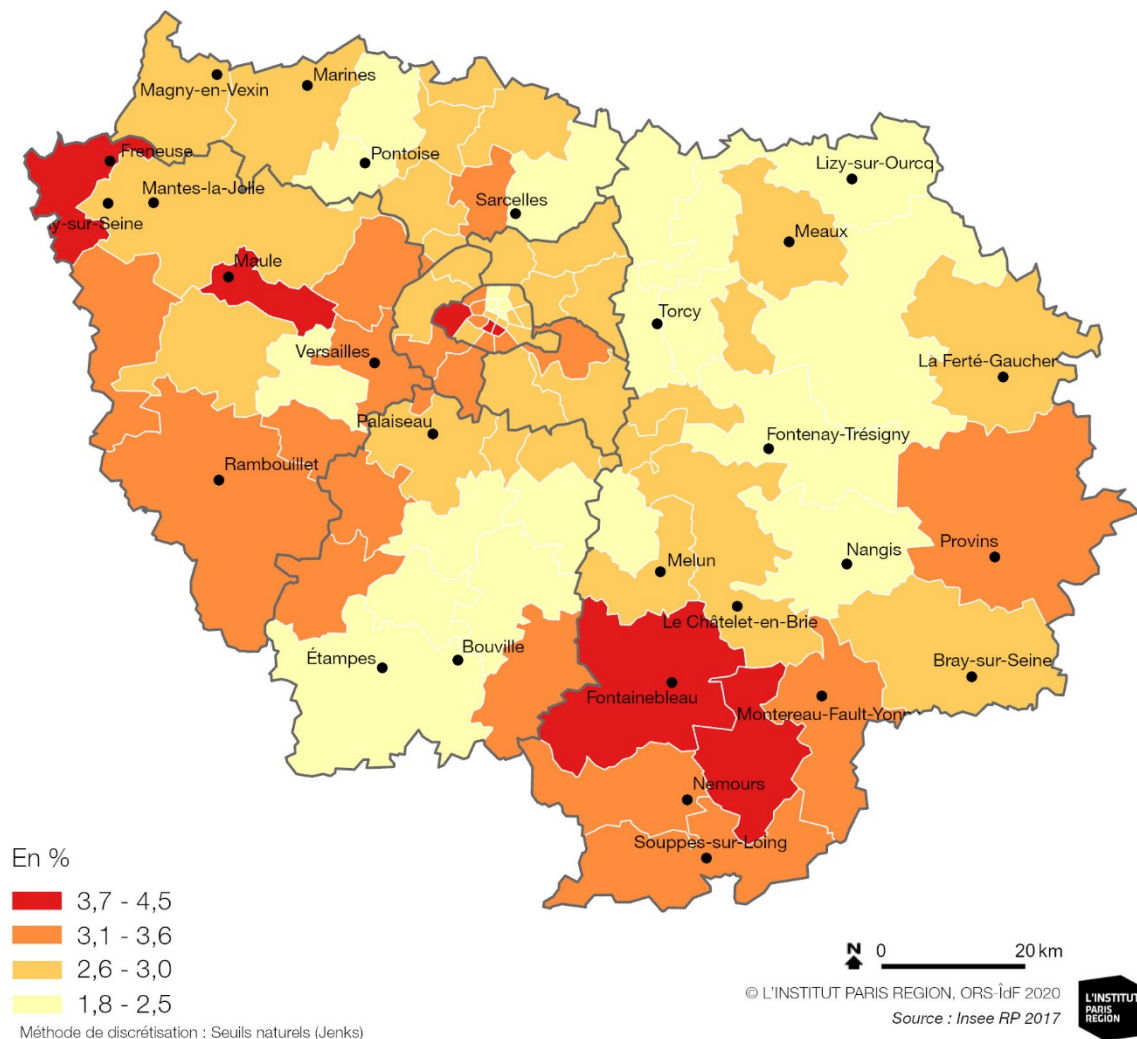 Magny-en-Vexin
Marines
Freneuse
Pontoise
Lizy-sur-Ourcq
Mantes-la-Jolie
Sarcelles
y-sur-Seine
Meaux
Maule
Torcy
Versailles
La Ferté-Gaucher
Palaiseau
Fontenay-Trésigny
Rambouillet
Provins
Melun
Nangis
Le Châtelet-en-Brie
Bouville
Étampes
Bray-sur-Seine
Fontainebleau
Montereau-Fault-Yonn
Nemours
Souppes-sur-Loing
En %
3,7 - 4,5
3,1 - 3,6
2,6 - 3,0
1,8 - 2,5
Méthode de discrétisation : Seuils naturels (Jenks)
N 0 20 km
© L'INSTITUT PARIS REGION, ORS-ÎdF 2020
Source : Insee RP 2017
L'INSTITUT
PARIS
REGION